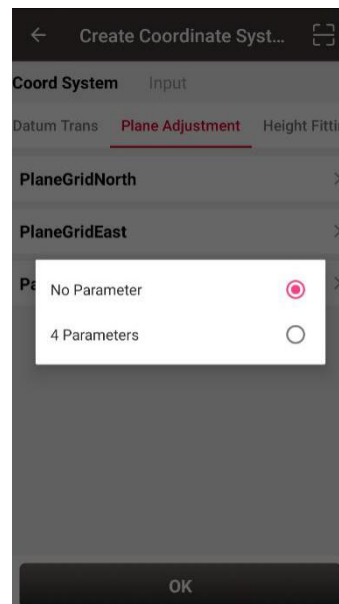 Create Coordinate Syst...
Coord System Input
Datum Trans Plane Adjustment Height Fitti
PlaneGridNorth
PlaneGridEast
Pa
No Parameter
4 Parameters
OK